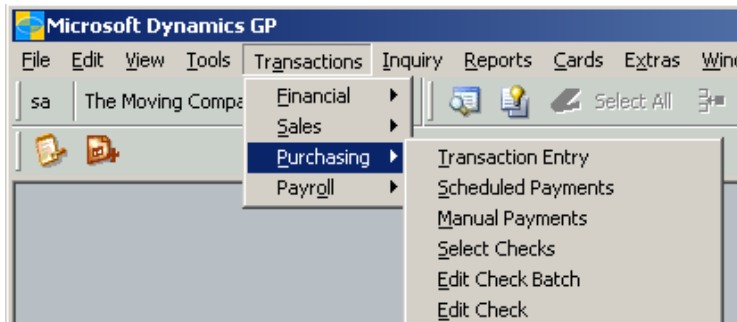 Microsoft Dynamics GP
File Edit View Tools Transactions Inquiry Reports Cards Extras
sa The Moving Financial Select All
Sales
Purchasing Transaction Entry
Payroll Scheduled Payments
Manual Payments
Select Checks
Edit Check Batch
Edit Check